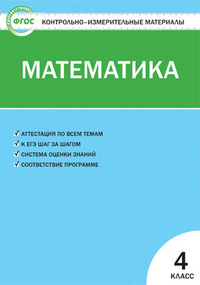 ФГОС
КОНТРОЛЬНО-ИЗМЕРИТЕЛЬНЫЕ МАТЕРИАЛЫ
МАТЕМАТИКА
АТТЕСТАЦИЯ ПО ВСЕМ ТЕМАМ
К ЕГЭ ШАГ ЗА ШАГОМ
СИСТЕМА ОЦЕНКИ ЗНАНИЙ
СООТВЕТСТВИЕ ПРОГРАММЕ
4
КЛАСС